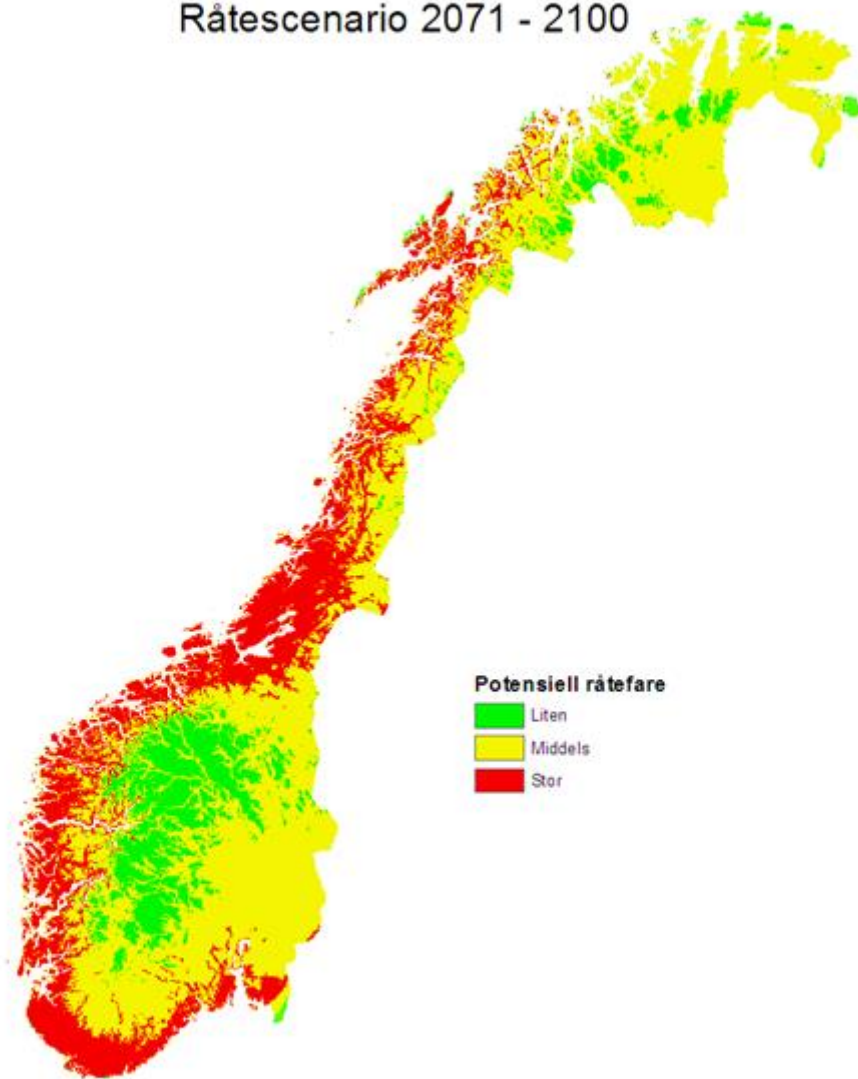 Råtescenario 2071 - 2100
Potensiell råtefare
Liten
Middels
Stor